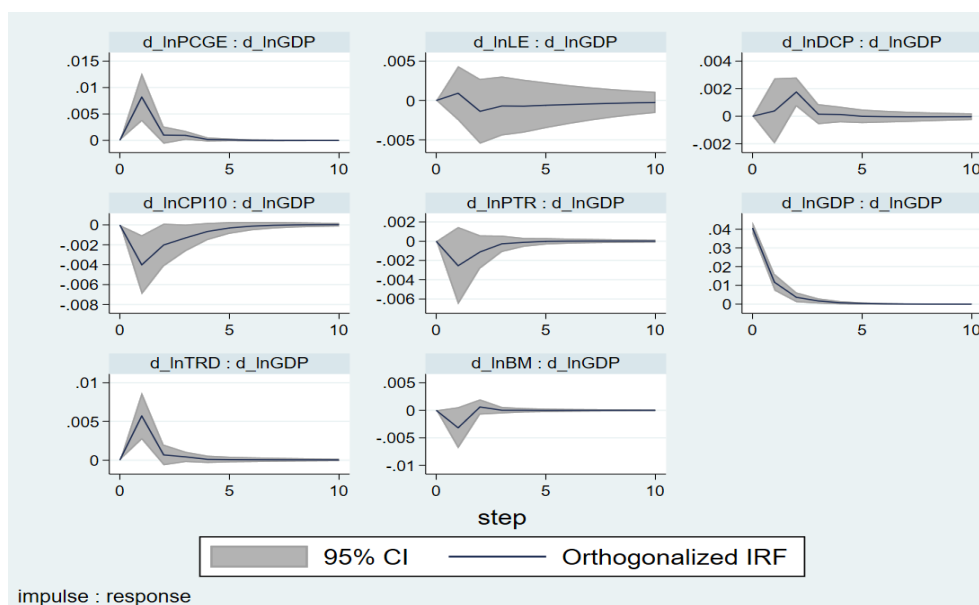 d_lnPCGE : d_lnGDP
.015
.01
.005
0
0 5 10
d_lnLE : d_lnGDP
.005
0
-.005
0 5 10
d_lnDCP : d_lnGDP
.004
.002
0
-.002
0 5 10
d_lnCPI10 : d_lnGDP
0
-.002
-.004
-.006
-.008
0 5 10
d_lnPTR : d_lnGDP
.002
0
-.002
-.004
-.006
0 5 10
d_lnGDP : d_lnGDP
.04
.03
.02
.01
0
0 5 10
d_lnTRD : d_lnGDP
.01
.005
0
0 5 10
d_lnBM : d_lnGDP
.005
0
-.005
-.01
0 5 10
step
95% CI Orthogonalized IRF
impulse : response